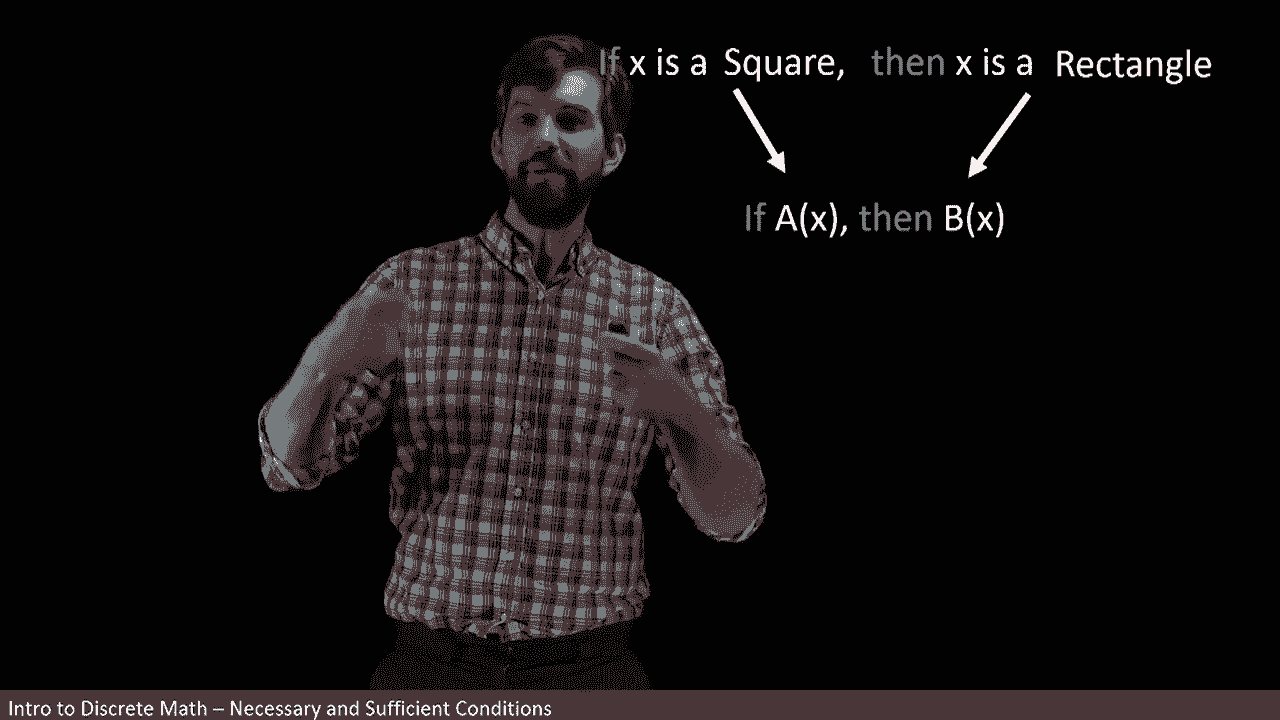 If x is a Square, then x is a Rectangle
If A(x), then B(x)
Intro to Discrete Math – Necessary and Sufficient Conditions